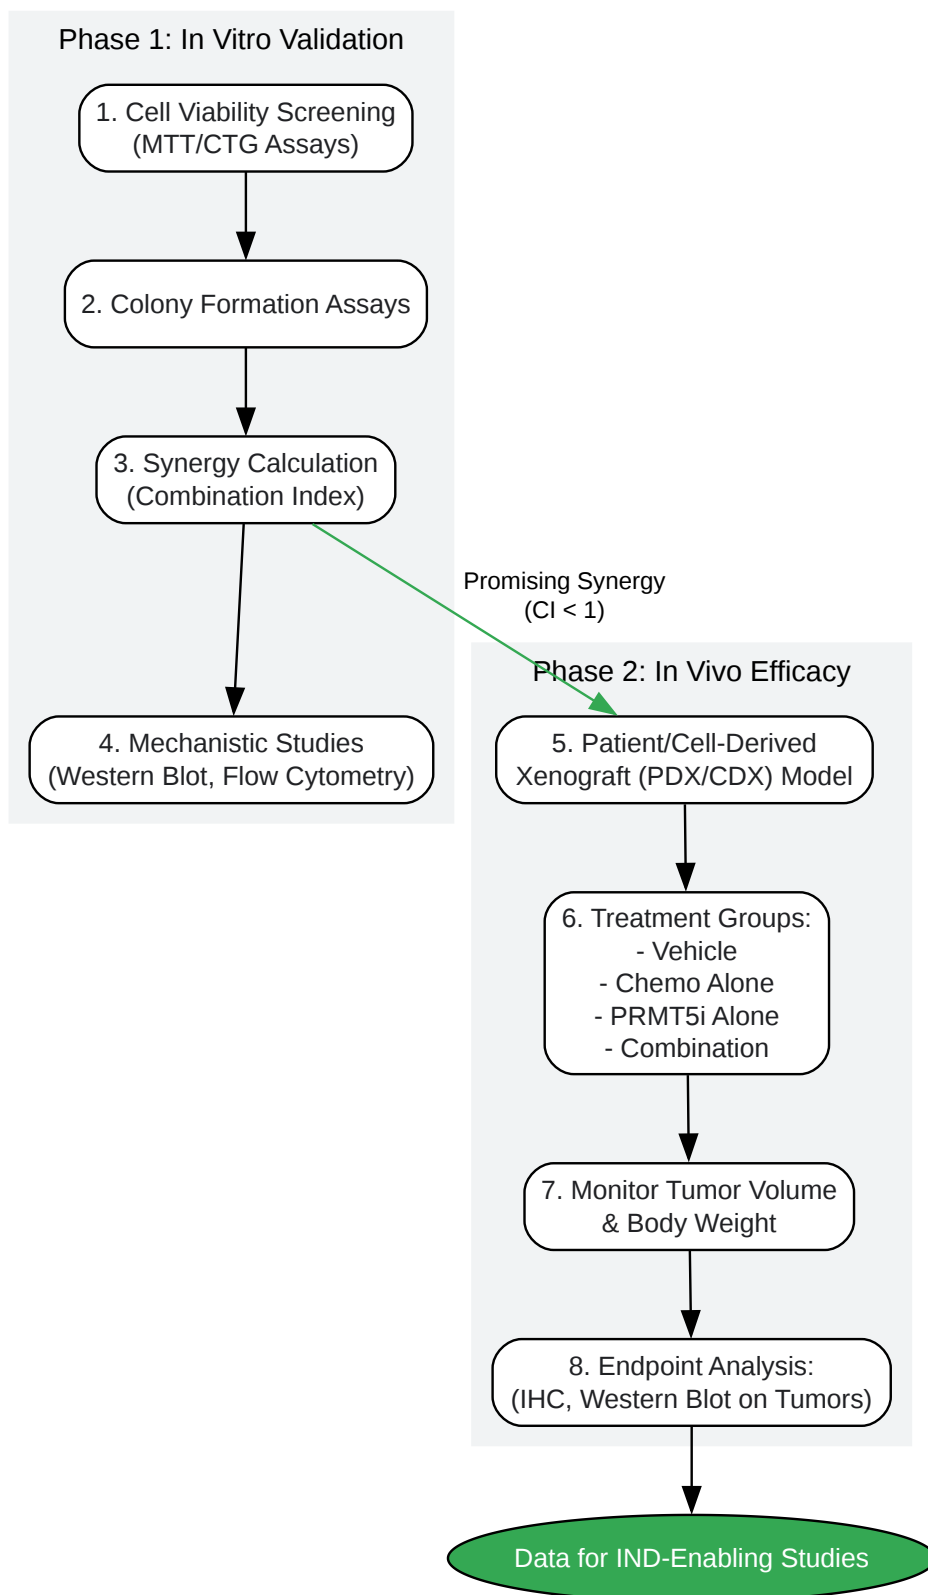 Phase 1: In Vitro Validation
1. Cell Viability Screening
(MTT/CTG Assays)
2. Colony Formation Assays
3. Synergy Calculation
(Combination Index)
Promising Synergy
(CI < 1)
4. Mechanistic Studies
(Western Blot, Flow Cytometry)
Phase 2: In Vivo Efficacy
5. Patient/Cell-Derived
Xenograft (PDX/CDX) Model
6. Treatment Groups:
- Vehicle
- Chemo Alone
- PRMT5i Alone
- Combination
7. Monitor Tumor Volume
& Body Weight
8. Endpoint Analysis:
(IHC, Western Blot on Tumors)
Data for IND-Enabling Studies